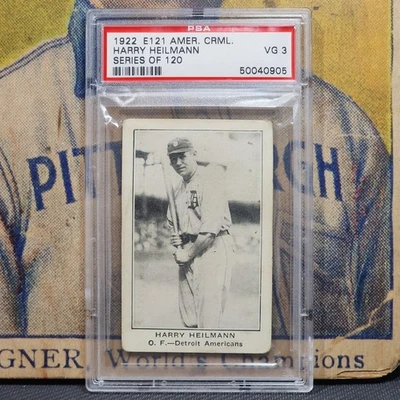 PSA
1922 E121 AMER. CRML.
HARRY HEILMANN VG 3
SERIES OF 120
50040905
PITTSBURGH
A
HARRY HEILMANN
O. F.—Detroit Americans
GNER, World's Champions